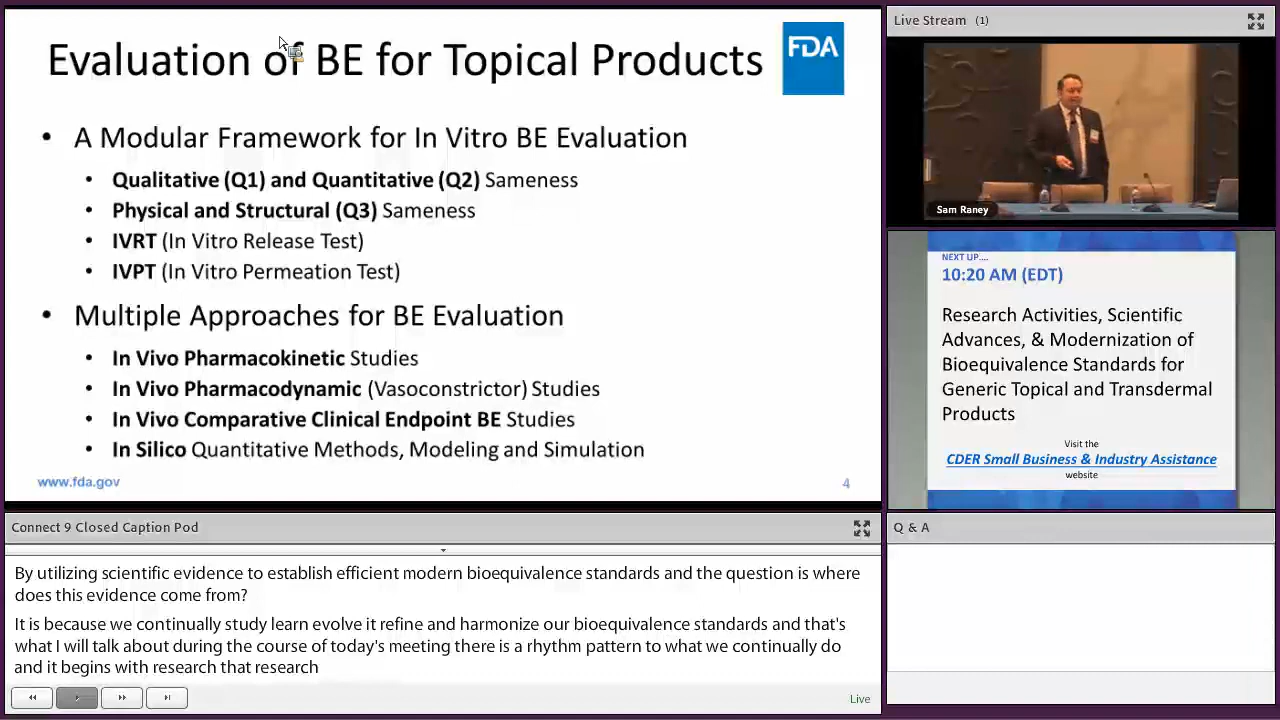 Evaluation of BE for Topical Products
FDA
• A Modular Framework for In Vitro BE Evaluation
• Qualitative (Q1) and Quantitative (Q2) Sameness
• Physical and Structural (Q3) Sameness
• IVRT (In Vitro Release Test)
• IVPT (In Vitro Permeation Test)
• Multiple Approaches for BE Evaluation
• In Vivo Pharmacokinetic Studies
• In Vivo Pharmacodynamic (Vasoconstrictor) Studies
• In Vivo Comparative Clinical Endpoint BE Studies
• In Silico Quantitative Methods, Modeling and Simulation
www.fda.gov
4
Live Stream (1)
Sam Raney
NEXT UP....
10:20 AM (EDT)
Research Activities, Scientific
Advances, & Modernization of
Bioequivalence Standards for
Generic Topical and Transdermal
Products
Visit the
CDER Small Business & Industry Assistance
website
Connect 9 Closed Caption Pod
By utilizing scientific evidence to establish efficient modern bioequivalence standards and the question is where
does this evidence come from?
It is because we continually study learn evolve it refine and harmonize our bioequivalence standards and that's
what I will talk about during the course of today's meeting there is a rhythm pattern to what we continually do
and it begins with research that research
Live
Q & A